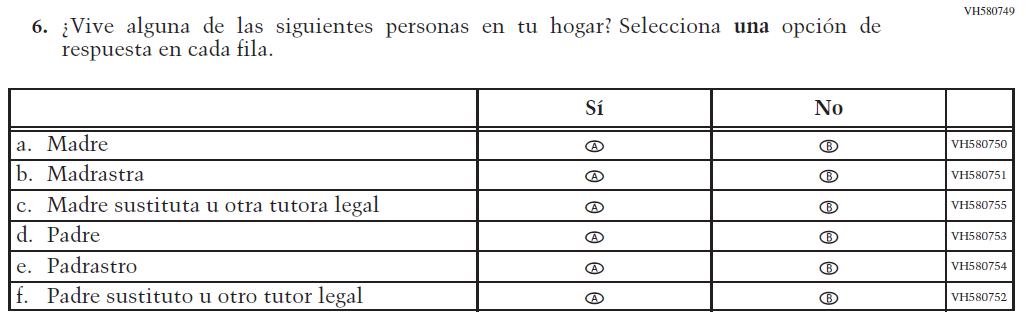 VH580749
6. ¿Vive alguna de las siguientes personas en tu hogar? Selecciona una opción de
respuesta en cada fila.
Sí No
a. Madre A B VH580750
b. Madrastra A B VH580751
c. Madre sustituta u otra tutora legal A B VH580755
d. Padre A B VH580753
e. Padrastro A B VH580754
f. Padre sustituto u otro tutor legal A B VH580752